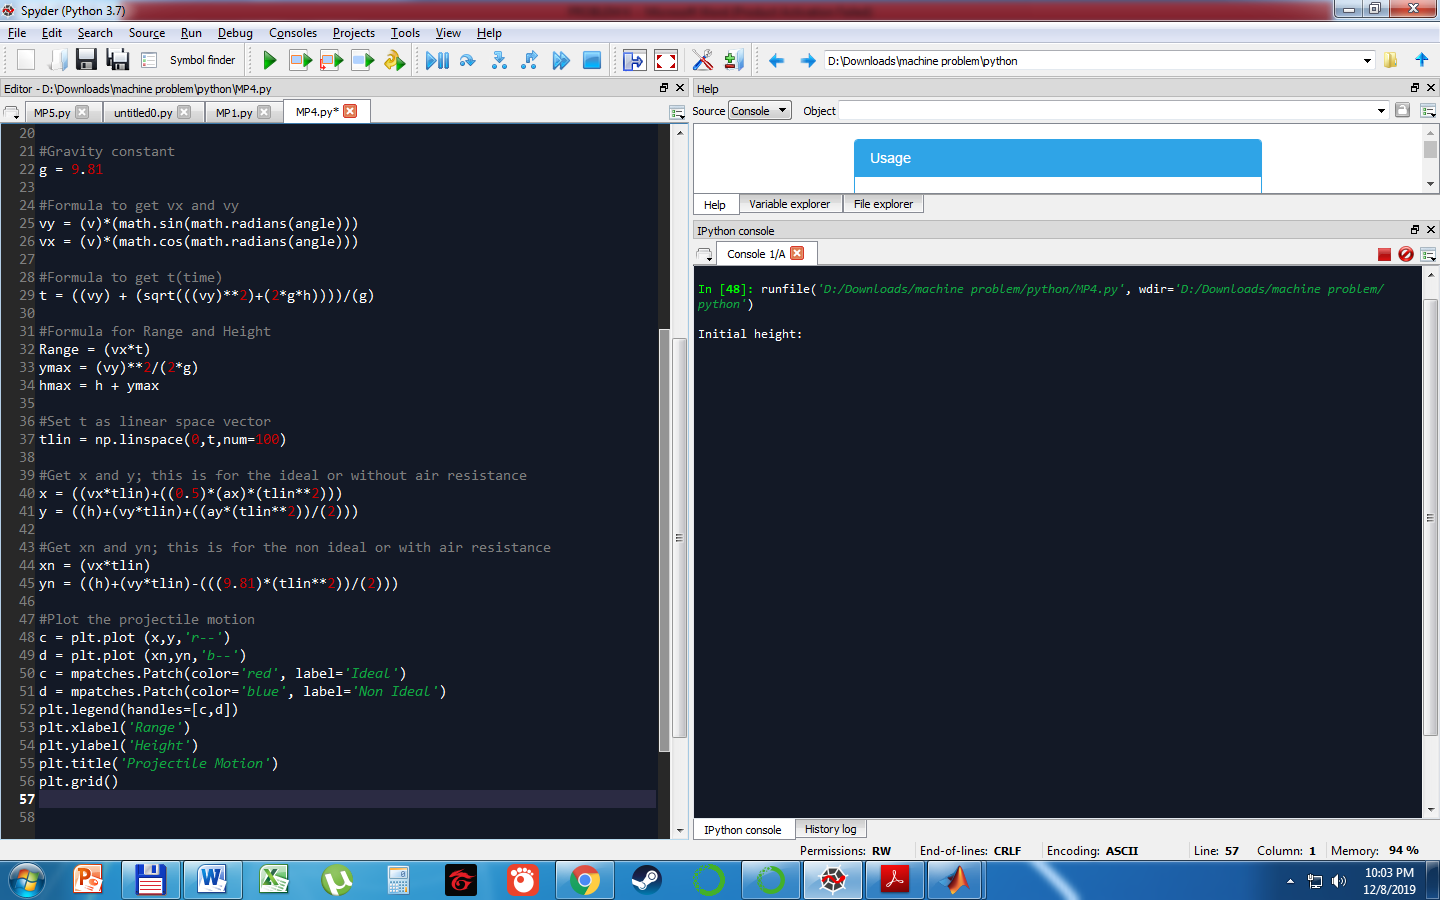 Spyder (Python 3.7)
File Edit Search Source Run Debug Consoles Projects Tools View Help
Symbol finder
D:\Downloads\machine problem\python
Editor - D:\Downloads\machine problem\python\MP4.py
MP5.py untitled0.py MP1.py MP4.py*
20
21 #Gravity constant
22 g = 9.81
23
24 #Formula to get vx and vy
25 vy = (v)*(math.sin(math.radians(angle)))
26 vx = (v)*(math.cos(math.radians(angle)))
27
28 #Formula to get t(time)
29 t = ((vy) + (sqrt(((vy)**2)+(2*g*h))))/(g)
30
31 #Formula for Range and Height
32 Range = (vx*t)
33 ymax = (vy)**2/(2*g)
34 hmax = h + ymax
35
36 #Set t as linear space vector
37 tlin = np.linspace(0,t,num=100)
38
39 #Get x and y; this is for the ideal or without air resistance
40 x = ((vx*tlin)+((0.5)*(ax)*(tlin**2)))
41 y = ((h)+(vy*tlin)+((ay*(tlin**2))/(2)))
42
43 #Get xn and yn; this is for the non ideal or with air resistance
44 xn = (vx*tlin)
45 yn = ((h)+(vy*tlin)-(((9.81)*(tlin**2))/(2)))
46
47 #Plot the projectile motion
48 c = plt.plot (x,y,'r--')
49 d = plt.plot (xn,yn,'b--')
50 c = mpatches.Patch(color='red', label='Ideal')
51 d = mpatches.Patch(color='blue', label='Non Ideal')
52 plt.legend(handles=[c,d])
53 plt.xlabel('Range')
54 plt.ylabel('Height')
55 plt.title('Projectile Motion')
56 plt.grid()
57
58
Help
Source Console Object
Usage
Help Variable explorer File explorer
IPython console
Console 1/A
In [48]: runfile('D:/Downloads/machine problem/python/MP4.py', wdir='D:/Downloads/machine problem/
python')
Initial height:
IPython console History log
Permissions: RW End-of-lines: CRLF Encoding: ASCII Line: 57 Column: 1 Memory: 94 %
10:03 PM
12/8/2019